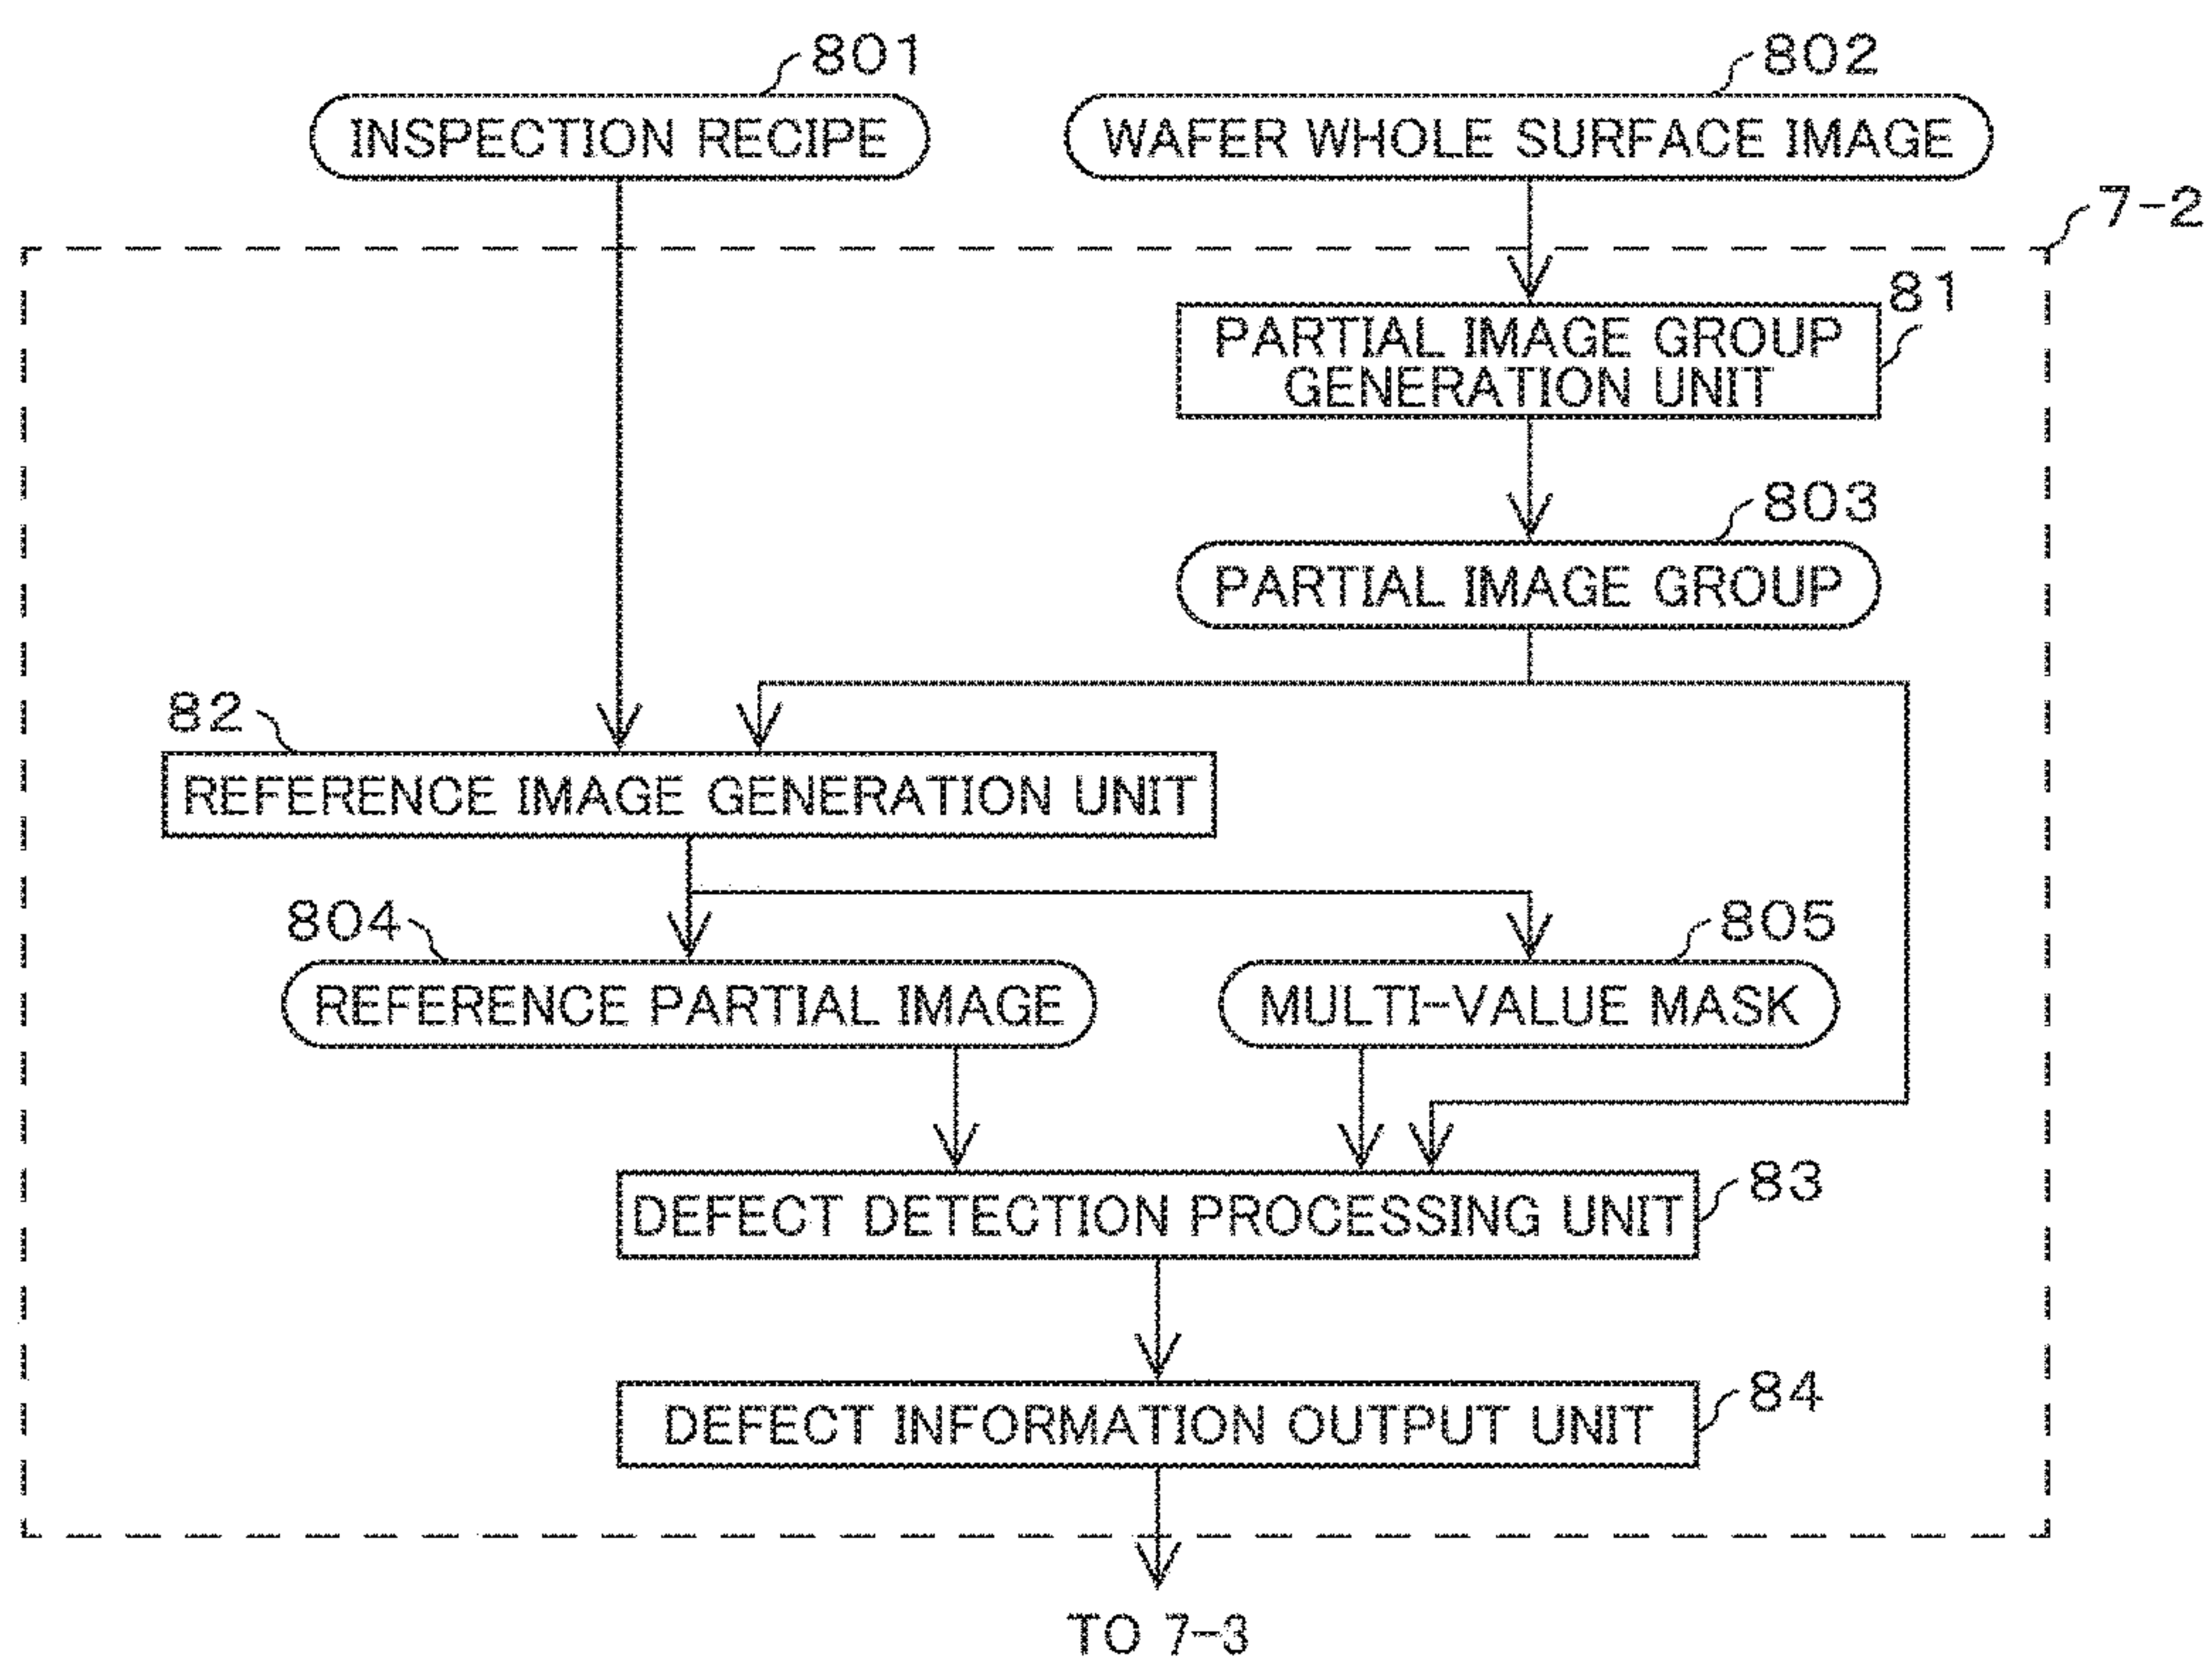 801
802
INSPECTION RECIPE
WAFER WHOLE SURFACE IMAGE
7-2
81
PARTIAL IMAGE GROUP
GENERATION UNIT
803
PARTIAL IMAGE GROUP
82
REFERENCE IMAGE GENERATION UNIT
804
805
REFERENCE PARTIAL IMAGE
MULTI-VALUE MASK
83
DEFECT DETECTION PROCESSING UNIT
84
DEFECT INFORMATION OUTPUT UNIT
TO 7-3